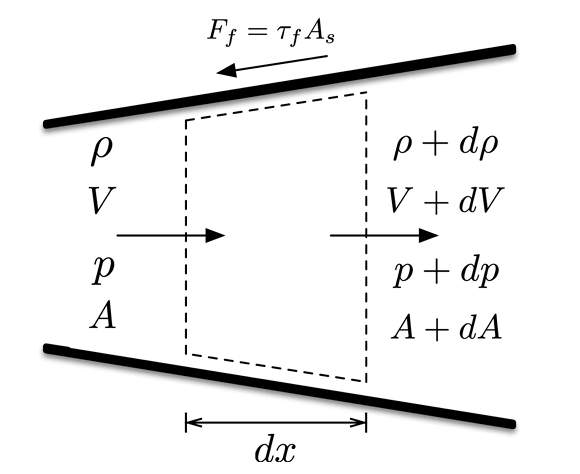 F_f = τ_f A_s
ρ
V
p
A
ρ + dρ
V + dV
p + dp
A + dA
dx